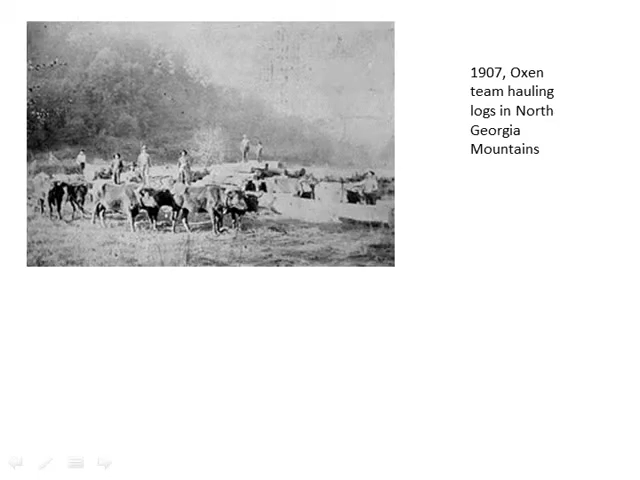 1907, Oxen
team hauling
logs in North
Georgia
Mountains